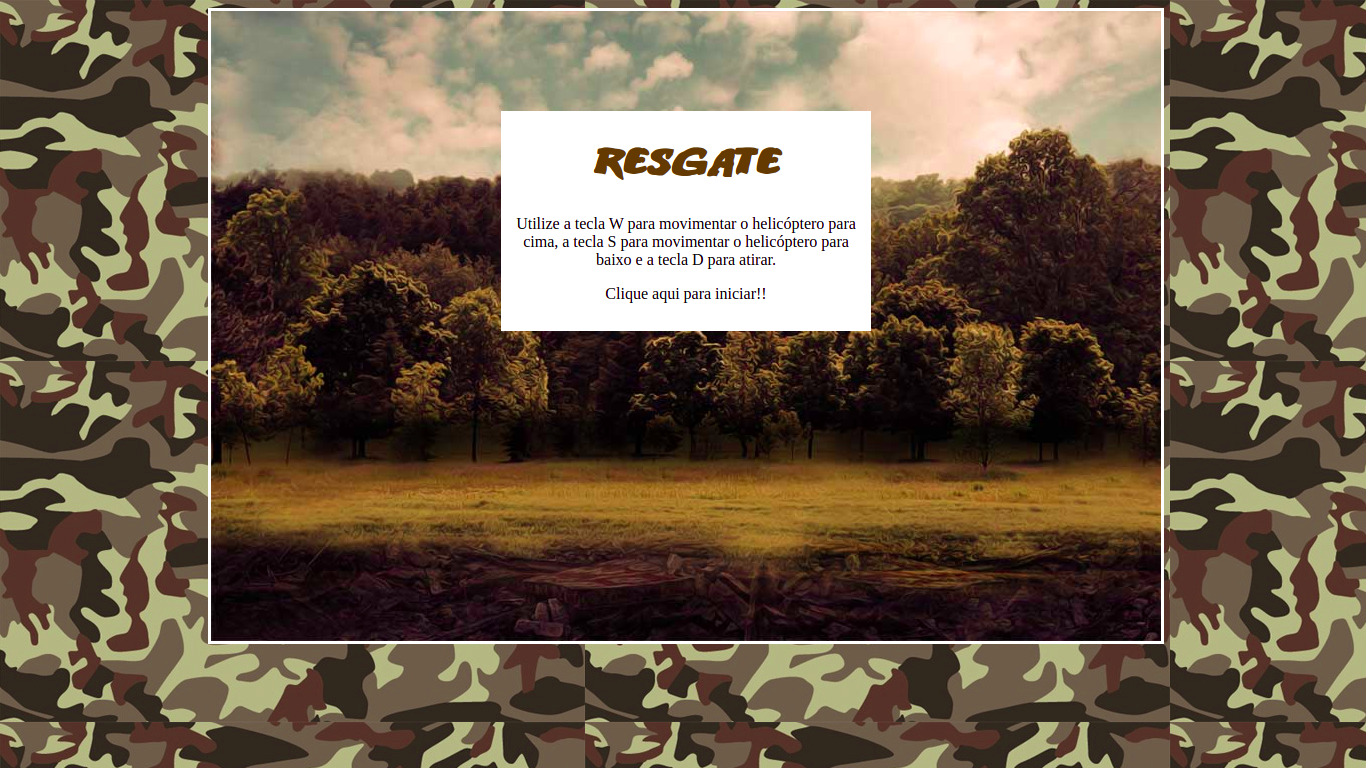 RESGATE
Utilize a tecla W para movimentar o helicóptero para
cima, a tecla S para movimentar o helicóptero para
baixo e a tecla D para atirar.
Clique aqui para iniciar!!